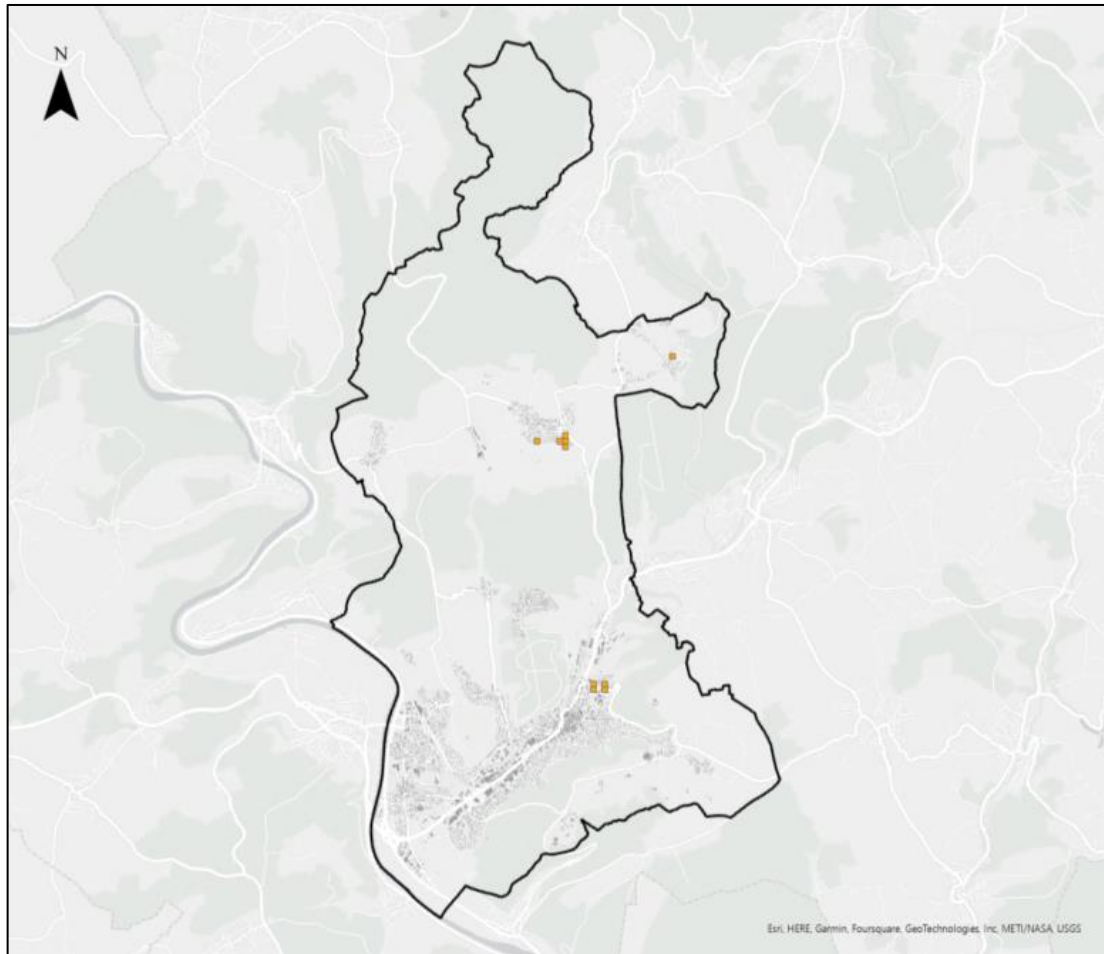 N
Esri, HERE, Garmin, Foursquare, GeoTechnologies, Inc, METI/NASA, USGS